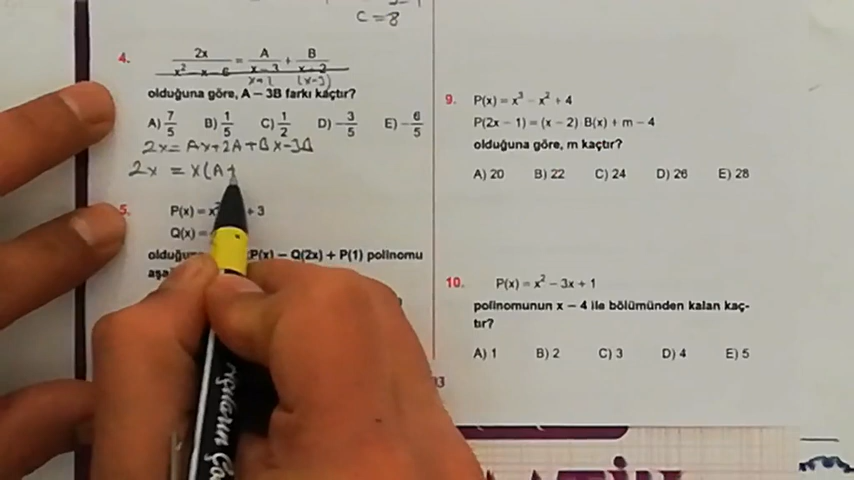 C = 8
4. 2x / x² - x - 6 = A / x - 3 + B / x + 2
x+2 (x-3)
olduğuna göre, A – 3B farkı kaçtır?
A) 7/5 B) 1/5 C) 1/2 D) - 3/5 E) - 6/5
2x = Ax+2A+Bx-3B
2x = x(A+
5. P(x) = x² + 3
Q(x) =
P(x) – Q(2x) + P(1) polinomu
9. P(x) = x³ - x² + 4
P(2x – 1) = (x – 2) B(x) + m – 4
olduğuna göre, m kaçtır?
A) 20 B) 22 C) 24 D) 26 E) 28
10. P(x) = x² – 3x + 1
polinomunun x – 4 ile bölümünden kalan kaç-
tır?
A) 1 B) 2 C) 3 D) 4 E) 5